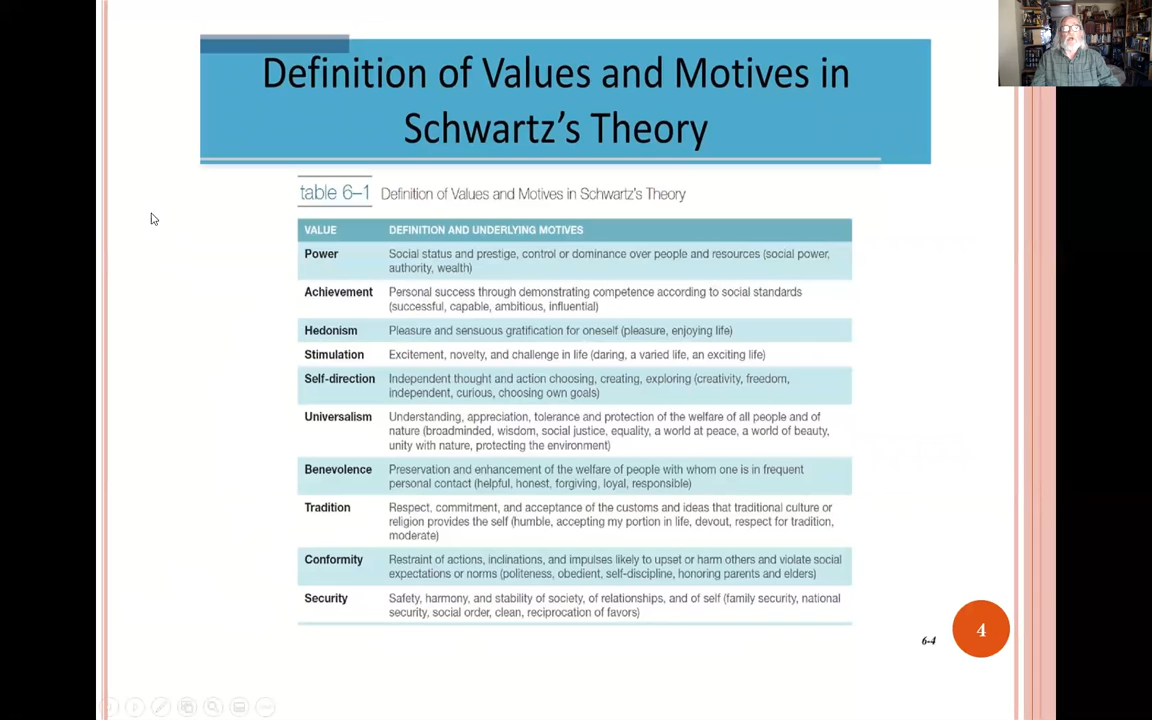 Definition of Values and Motives in
Schwartz's Theory
table 6–1 Definition of Values and Motives in Schwartz's Theory
VALUE DEFINITION AND UNDERLYING MOTIVES
Power Social status and prestige, control or dominance over people and resources (social power,
authority, wealth)
Achievement Personal success through demonstrating competence according to social standards
(successful, capable, ambitious, influential)
Hedonism Pleasure and sensuous gratification for oneself (pleasure, enjoying life)
Stimulation Excitement, novelty, and challenge in life (daring, a varied life, an exciting life)
Self-direction Independent thought and action choosing, creating, exploring (creativity, freedom,
independent, curious, choosing own goals)
Universalism Understanding, appreciation, tolerance and protection of the welfare of all people and of
nature (broadminded, wisdom, social justice, equality, a world at peace, a world of beauty,
unity with nature, protecting the environment)
Benevolence Preservation and enhancement of the welfare of people with whom one is in frequent
personal contact (helpful, honest, forgiving, loyal, responsible)
Tradition Respect, commitment, and acceptance of the customs and ideas that traditional culture or
religion provides the self (humble, accepting my portion in life, devout, respect for tradition,
moderate)
Conformity Restraint of actions, inclinations, and impulses likely to upset or harm others and violate social
expectations or norms (politeness, obedient, self-discipline, honoring parents and elders)
Security Safety, harmony, and stability of society, of relationships, and of self (family security, national
security, social order, clean, reciprocation of favors)
6-4
4